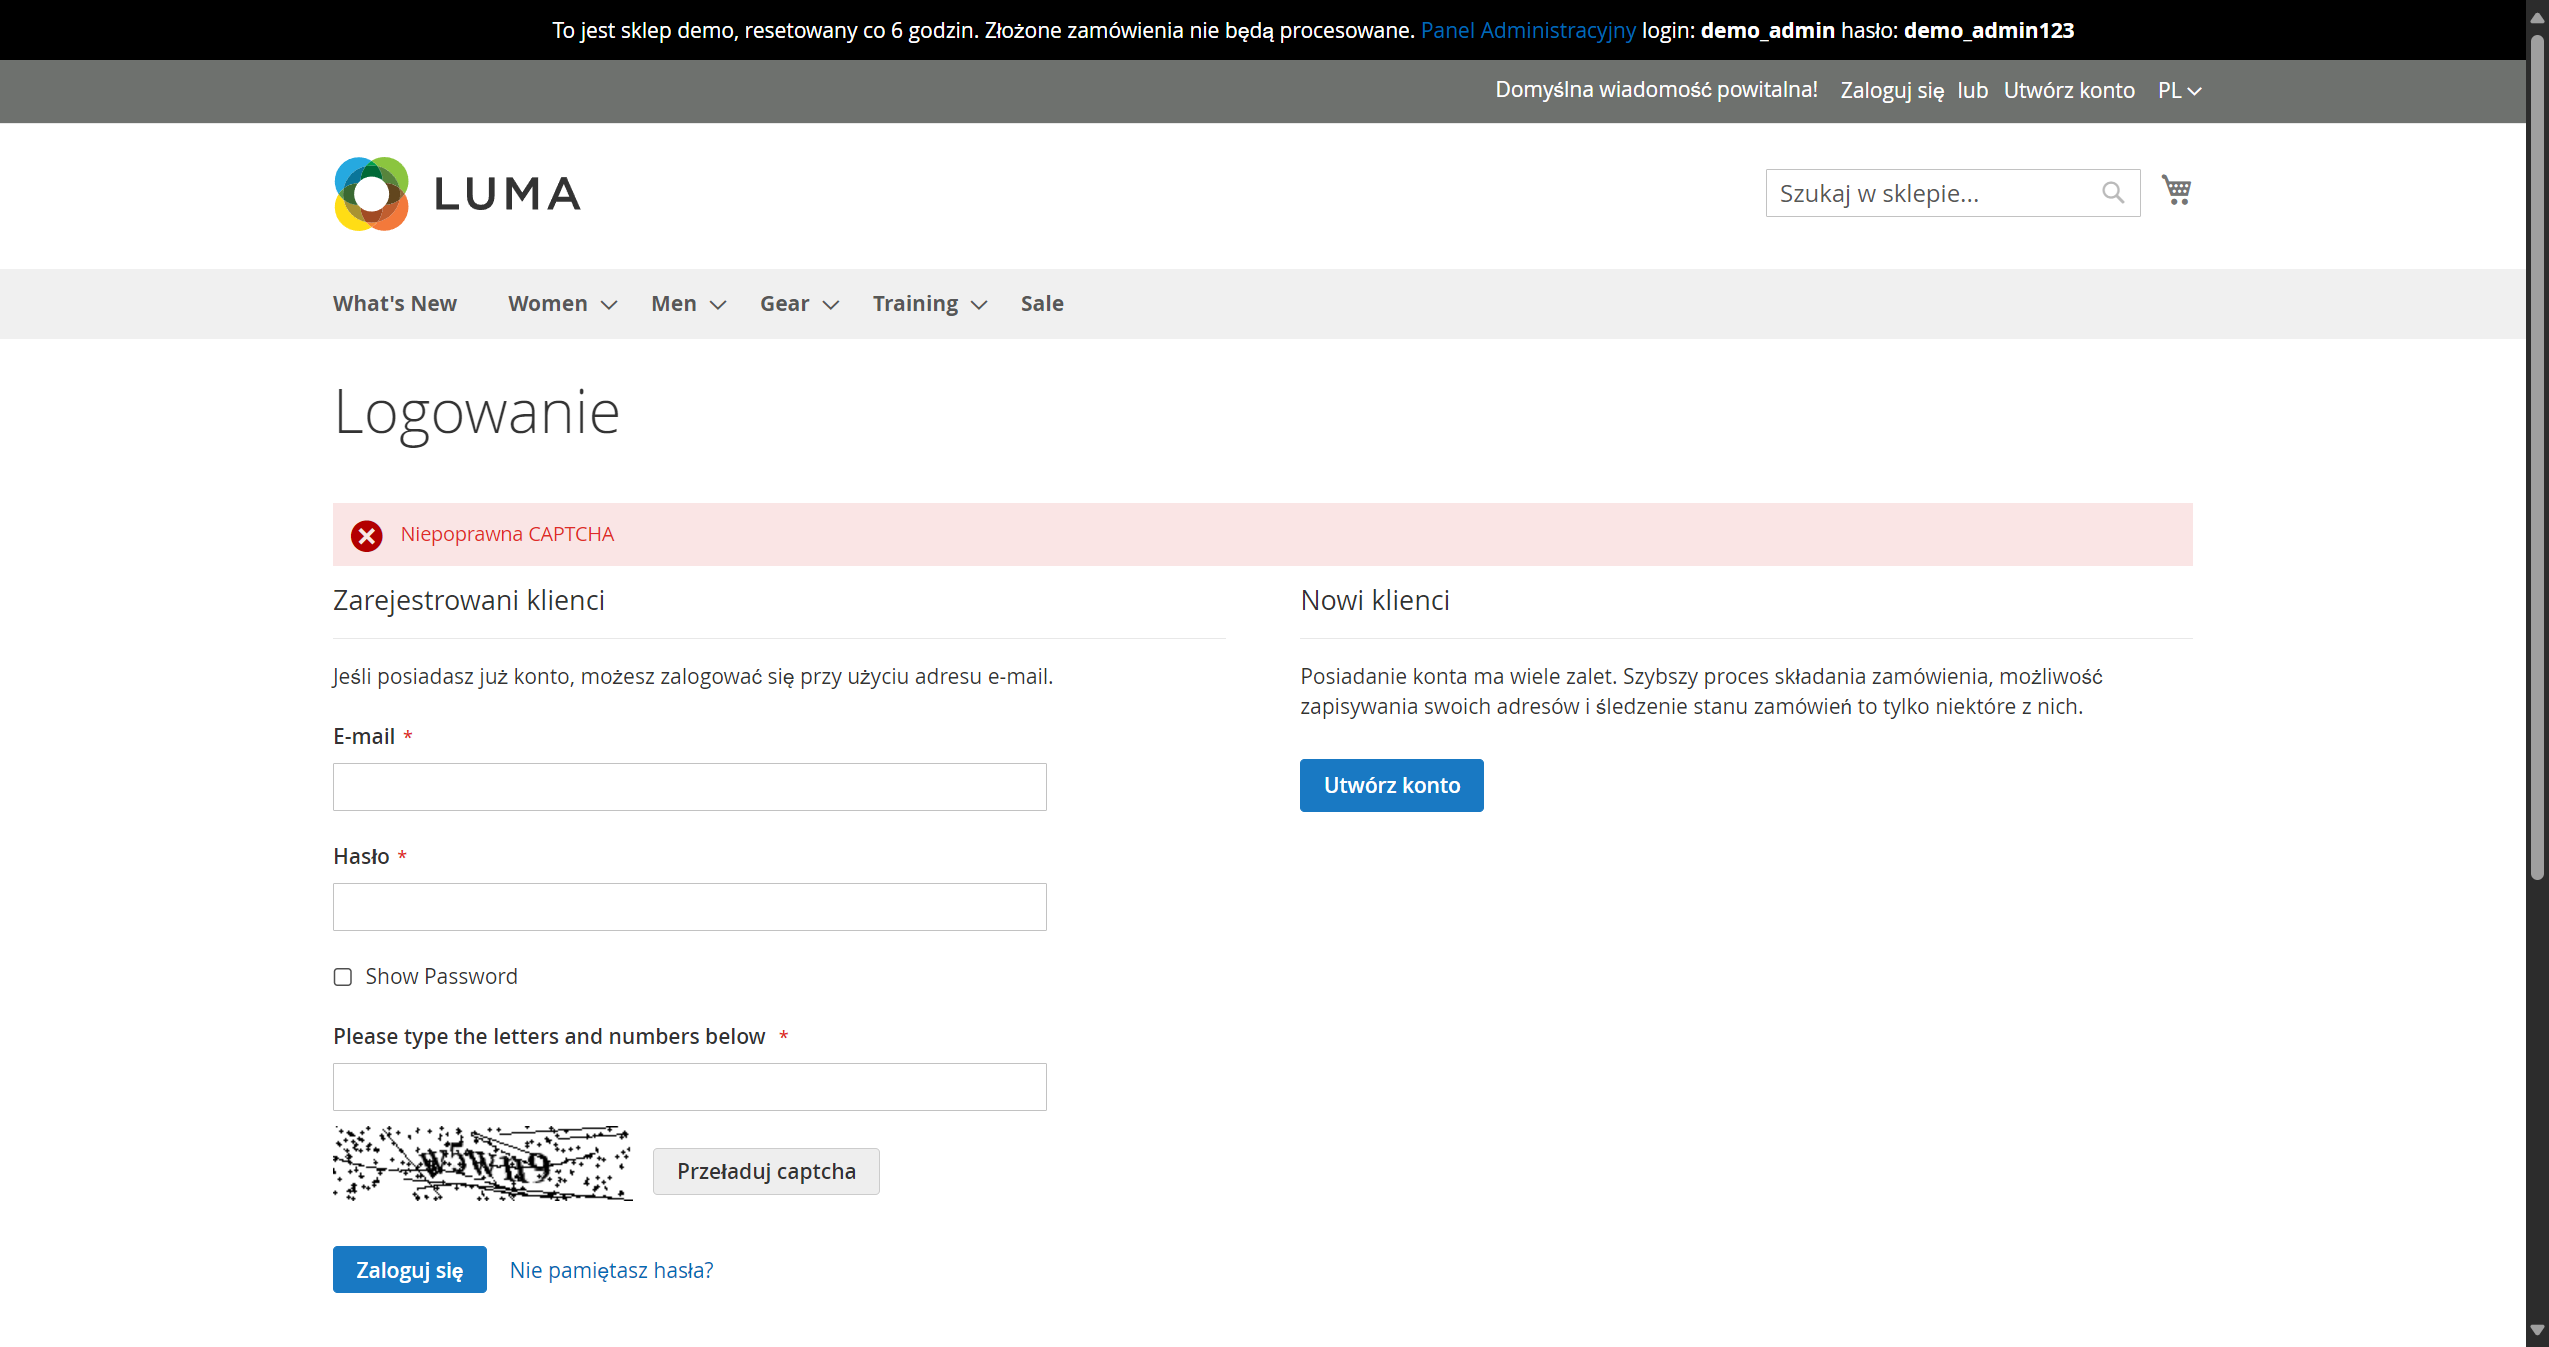 To jest sklep demo, resetowany co 6 godzin. Złożone zamówienia nie będą procesowane. Panel Administracyjny login: demo_admin hasło: demo_admin123
Domyślna wiadomość powitalna! Zaloguj się lub Utwórz konto PL
LUMA
Szukaj w sklepie...
What's New Women Men Gear Training Sale
Logowanie
Niepoprawna CAPTCHA
Zarejestrowani klienci
Jeśli posiadasz już konto, możesz zalogować się przy użyciu adresu e-mail.
E-mail *
Hasło *
Show Password
Please type the letters and numbers below *
Przeładuj captcha
Zaloguj się Nie pamiętasz hasła?
Nowi klienci
Posiadanie konta ma wiele zalet. Szybszy proces składania zamówienia, możliwość
zapisywania swoich adresów i śledzenie stanu zamówień to tylko niektóre z nich.
Utwórz konto